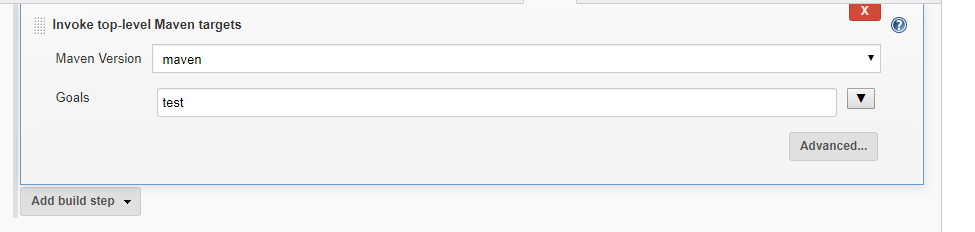 X
Invoke top-level Maven targets
?
Maven Version maven
Goals test
Advanced...
Add build step